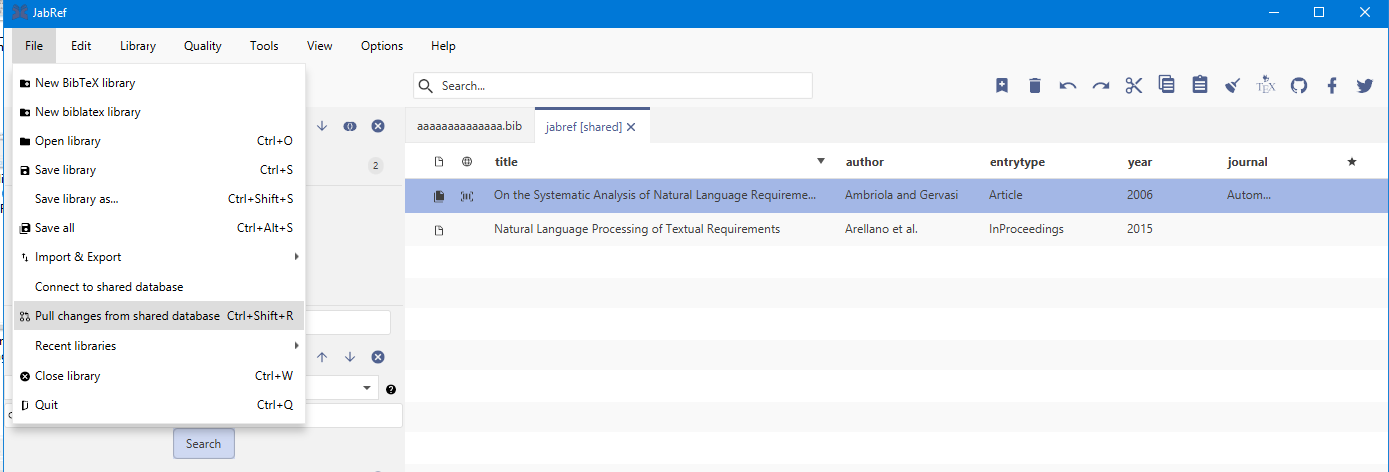 JabRef
File Edit Library Quality Tools View Options Help
New BibTeX library
New biblatex library
Open library Ctrl+O
Save library Ctrl+S
Save library as... Ctrl+Shift+S
Save all Ctrl+Alt+S
Import & Export
Connect to shared database
Pull changes from shared database Ctrl+Shift+R
Recent libraries
Close library Ctrl+W
Quit Ctrl+Q
2
Search
Search...
TEX
aaaaaaaaaaaaaa.bib jabref [shared]
title author entrytype year journal
On the Systematic Analysis of Natural Language Requireme... Ambriola and Gervasi Article 2006 Autom...
Natural Language Processing of Textual Requirements Arellano et al. InProceedings 2015